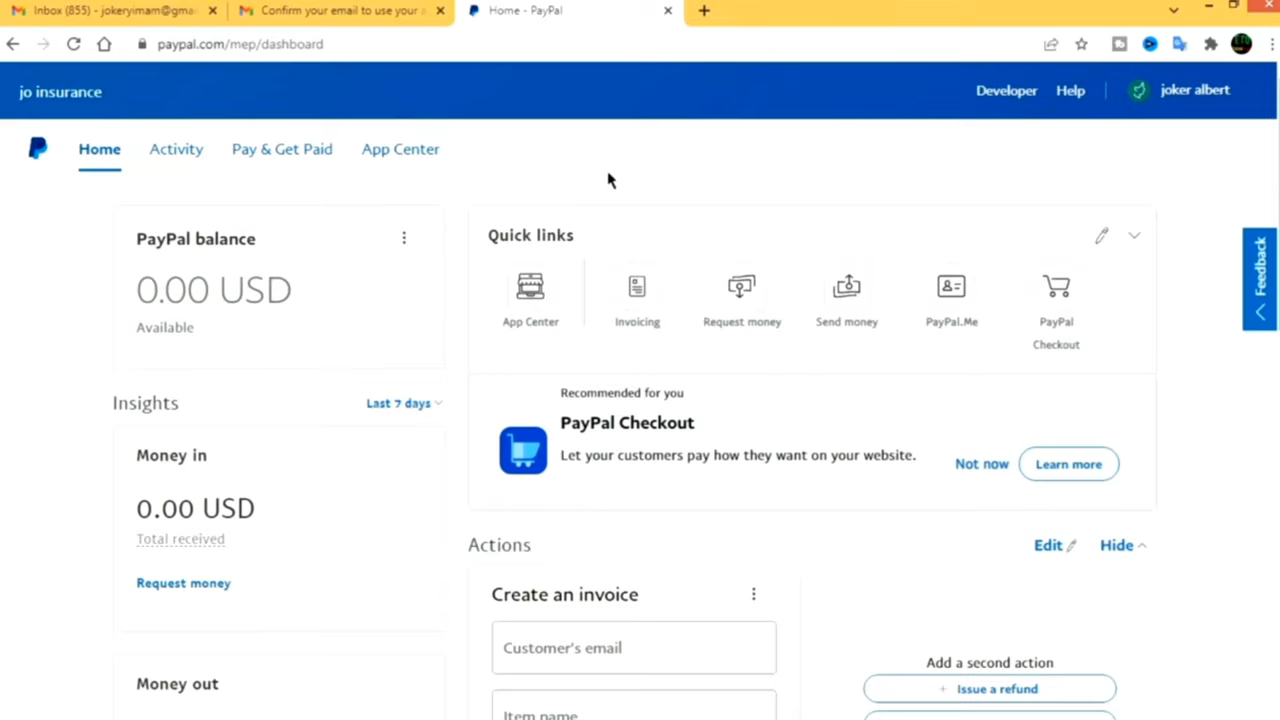 Inbox (855) - jokeryimam@gma
Confirm your email to use your a
Home - PayPal
paypal.com/mep/dashboard
jo insurance
Developer
Help
joker albert
Home
Activity
Pay & Get Paid
App Center
PayPal balance
0.00 USD
Available
Insights
Last 7 days
Money in
0.00 USD
Total received
Request money
Money out
Quick links
App Center
Invoicing
Request money
Send money
PayPal.Me
PayPal
Checkout
Recommended for you
PayPal Checkout
Let your customers pay how they want on your website.
Not now
Learn more
Actions
Edit
Hide
Create an invoice
Customer's email
Item name
Add a second action
+ Issue a refund
Feedback